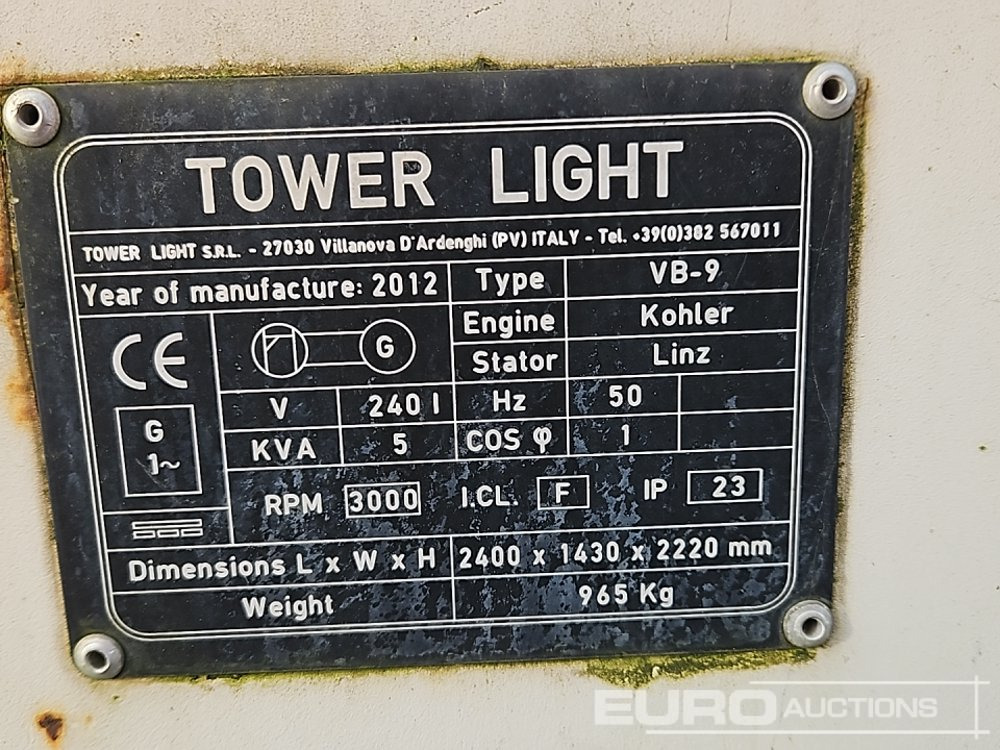 TOWER LIGHT
TOWER LIGHT S.R.L. - 27030 Villanova D'Ardenghi (PV) ITALY - Tel. +39(0)382 567011
Year of manufacture: 2012 Type VB-9
Engine Kohler
Stator Linz
CE
G
V 240 I Hz 50
KVA 5 COS φ 1
G
1~
RPM 3000 I.CL. F IP 23
Dimensions L x W x H 2400 x 1430 x 2220 mm
Weight 965 Kg
EURO AUCTIONS